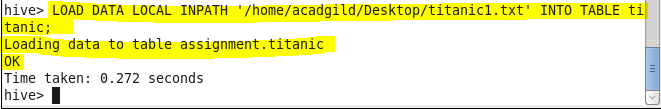 hive> LOAD DATA LOCAL INPATH '/home/acadgild/Desktop/titanic1.txt' INTO TABLE ti
tanic;
Loading data to table assignment.titanic
OK
Time taken: 0.272 seconds
hive>